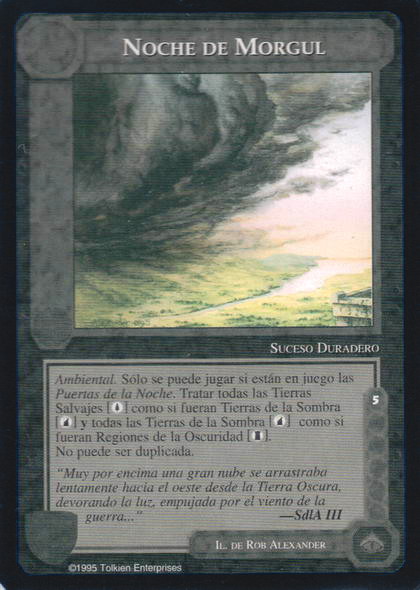 NOCHE DE MORGUL
SUCESO DURADERO
Ambiental. Sólo se puede jugar si están en juego las
Puertas de la Noche. Tratar todas las Tierras
Salvajes [ ] como si fueran Tierras de la Sombra
[ ] y todas las Tierras de la Sombra [ ] como si
fueran Regiones de la Oscuridad [ ].
No puede ser duplicada.
5
“Muy por encima una gran nube se arrastraba
lentamente hacia el oeste desde la Tierra Oscura,
devorando la luz, empujada por el viento de la
guerra...” —SdlA III
IL. DE ROB ALEXANDER
©1995 Tolkien Enterprises